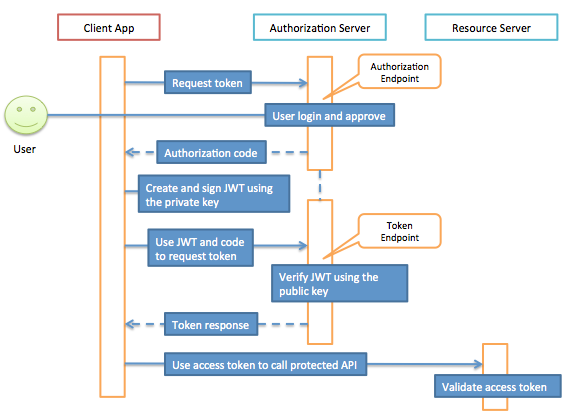 Client App
Authorization Server
Resource Server
Authorization
Endpoint
Request token
User login and approve
User
Authorization code
Create and sign JWT using
the private key
Token
Endpoint
Use JWT and code
to request token
Verify JWT using the
public key
Token response
Use access token to call protected API
Validate access token